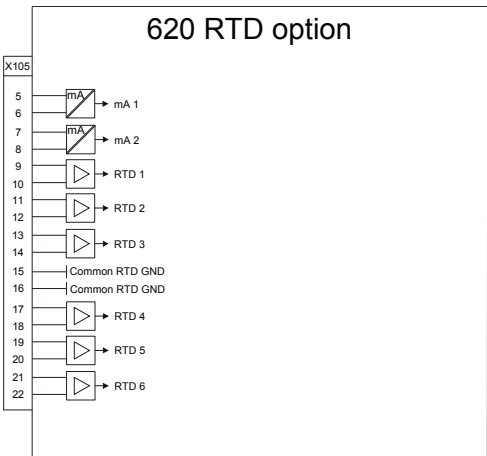 620 RTD option
X105
5
mA
mA 1
6
7
mA
mA 2
8
9
RTD 1
10
11
RTD 2
12
13
RTD 3
14
15 Common RTD GND
16 Common RTD GND
17
RTD 4
18
19
RTD 5
20
21
RTD 6
22